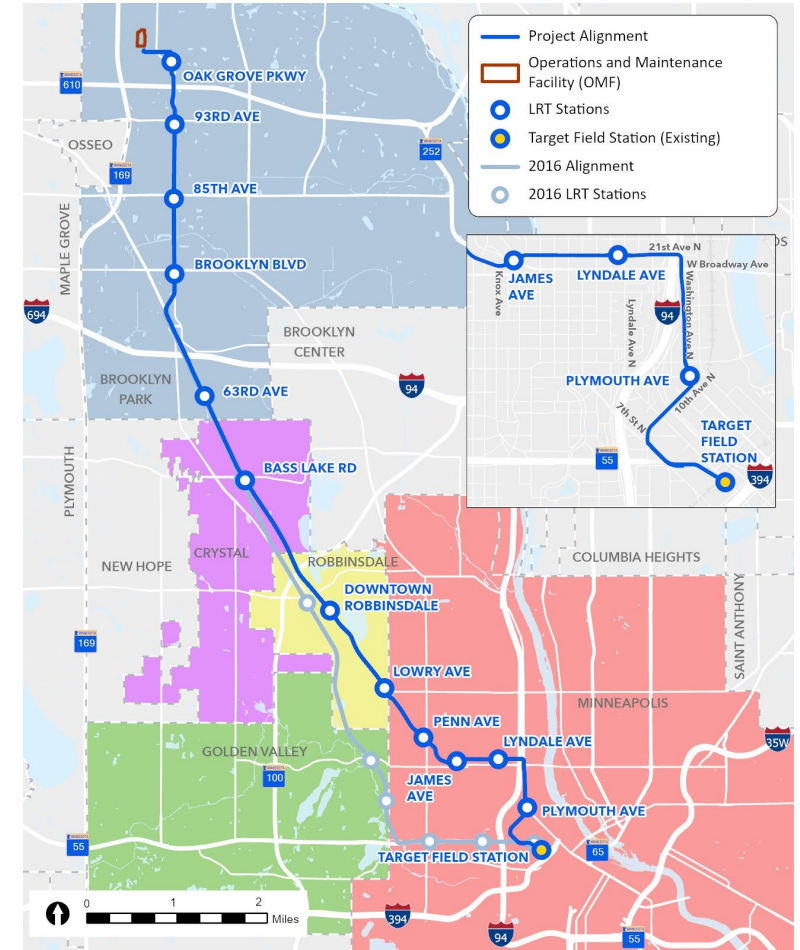 Project Alignment
Operations and Maintenance
Facility (OMF)
LRT Stations
Target Field Station (Existing)
2016 Alignment
2016 LRT Stations
OAK GROVE PKWY
610
93RD AVE
OSSEO
252
169
85TH AVE
MAPLE GROVE
BROOKLYN BLVD
694
BROOKLYN
CENTER
BROOKLYN
PARK
94
63RD AVE
PLYMOUTH
BASS LAKE RD
NEW HOPE
CRYSTAL
ROBBINSDALE
COLUMBIA HEIGHTS
SAINT ANTHONY
DOWNTOWN
ROBBINSDALE
169
LOWRY AVE
MINNEAPOLIS
PENN AVE
LYNDALE AVE
35W
GOLDEN VALLEY
100
JAMES
AVE
PLYMOUTH AVE
55
TARGET FIELD STATION
65
394
94
55
0
1
2
Miles
21st Ave N
W Broadway Ave
OS
JAMES
AVE
LYNDALE AVE
Knox Ave
Washington Ave N
Lyndale Ave N
94
PLYMOUTH AVE
10th Ave N
7th St N
TARGET
FIELD
STATION
55
394